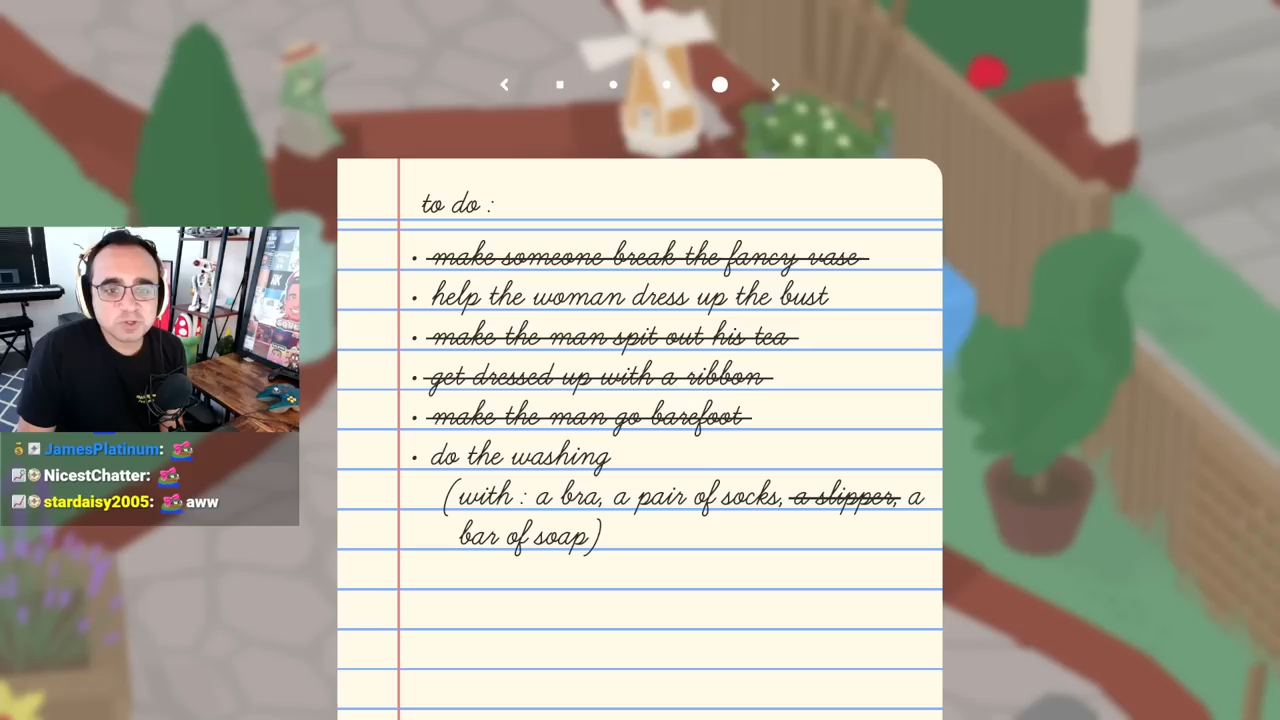 to do :
• make someone break the fancy vase
• help the woman dress up the bust
• make the man spit out his tea
• get dressed up with a ribbon
• make the man go barefoot
• do the washing
(with : a bra, a pair of socks, a slipper, a
bar of soap)
JamesPlatinum:
NicestChatter:
stardaisy2005: aww